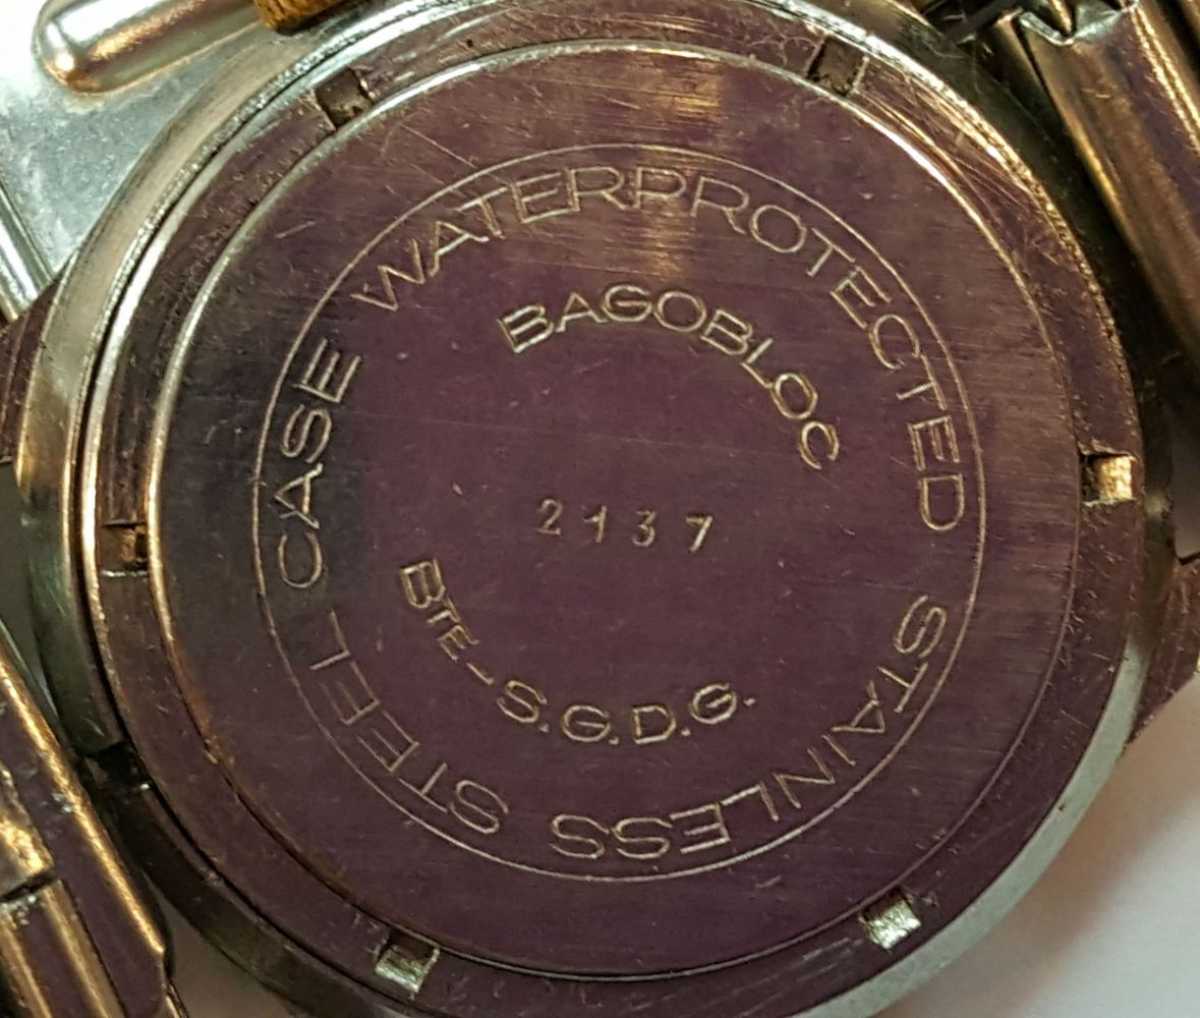 WATERPROTECTED STAINLESS STEEL CASE
BAGOBLOC
2137
BTE-S.G.D.G.